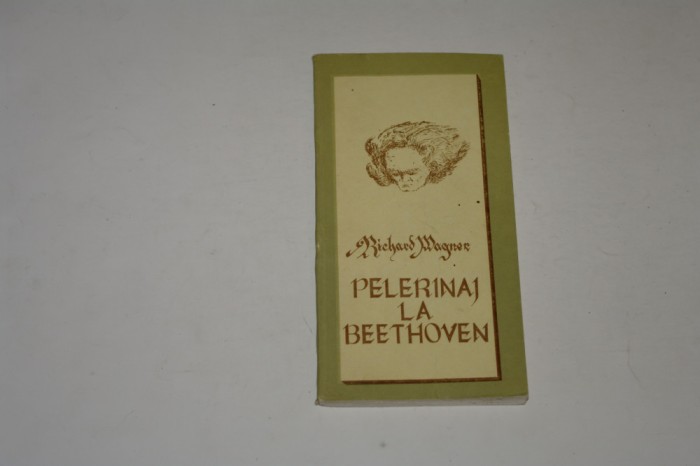 Richard Wagner
PELERINAJ
LA
BEETHOVEN